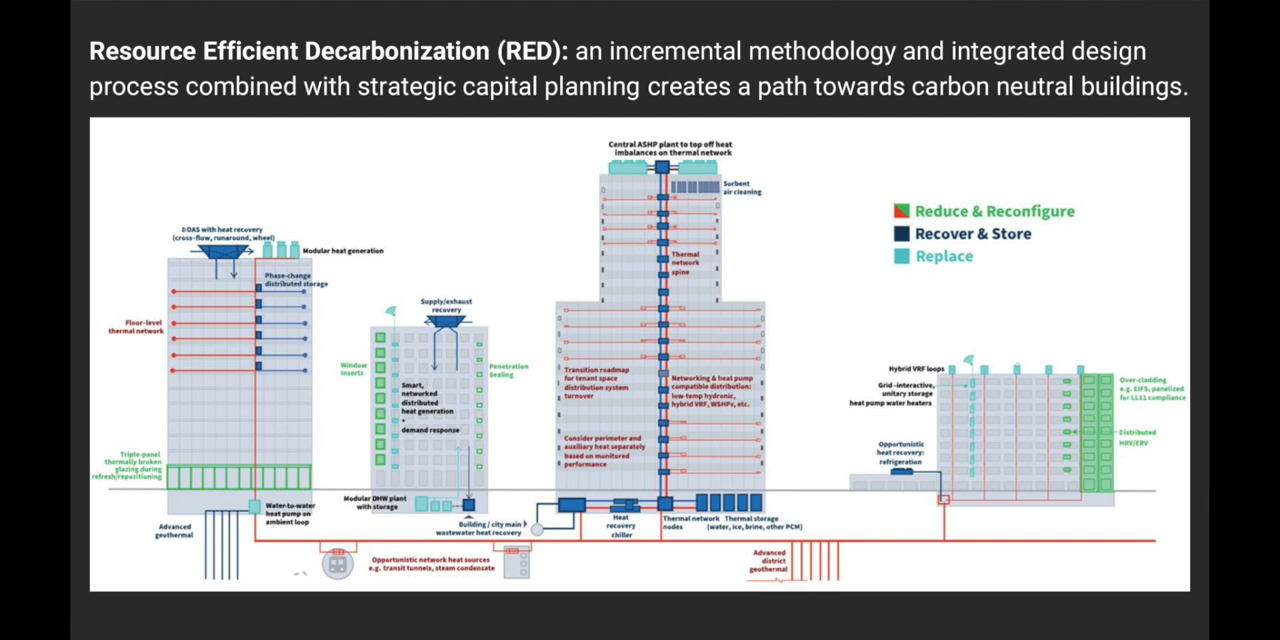 Resource Efficient Decarbonization (RED): an incremental methodology and integrated design
process combined with strategic capital planning creates a path towards carbon neutral buildings.
Central ASHP plant to top off heat
imbalances on thermal network
Sorbent
air cleaning
Reduce & Reconfigure
Recover & Store
Replace
DOAS with heat recovery
(cross-flow, runaround, wheel)
Modular heat generation
Phase-change
distributed storage
Floor-level
thermal network
Triple-panel
thermally broken
glazing during
refresh/repositioning
Advanced
geothermal
Water-to-water
heat pump on
ambient loop
Supply/exhaust
recovery
Window
Inserts
Penetration
Sealing
Smart,
networked
distributed
heat generation
+
demand response
Modular DHW plant
with storage
Building / city main
wastewater heat recovery
Thermal
network
spine
Transition roadmap
for tenant space
distribution system
turnover
Networking & heat pump
compatible distribution:
low-temp hydronic,
hybrid VRF, WSHPs, etc.
Consider perimeter and
auxiliary heat separately
based on monitored
performance
Heat
recovery
chiller
Thermal network
nodes
Thermal storage
(water, ice, brine, other PCM)
Opportunistic network heat sources
e.g. transit tunnels, steam condensate
Advanced
district
geothermal
Hybrid VRF loops
Grid-interactive,
unitary storage
heat pump water heaters
Opportunistic
heat recovery:
refrigeration
Over-cladding
e.g. EIFS, panelized
for LL11 compliance
Distributed
HRV/ERV